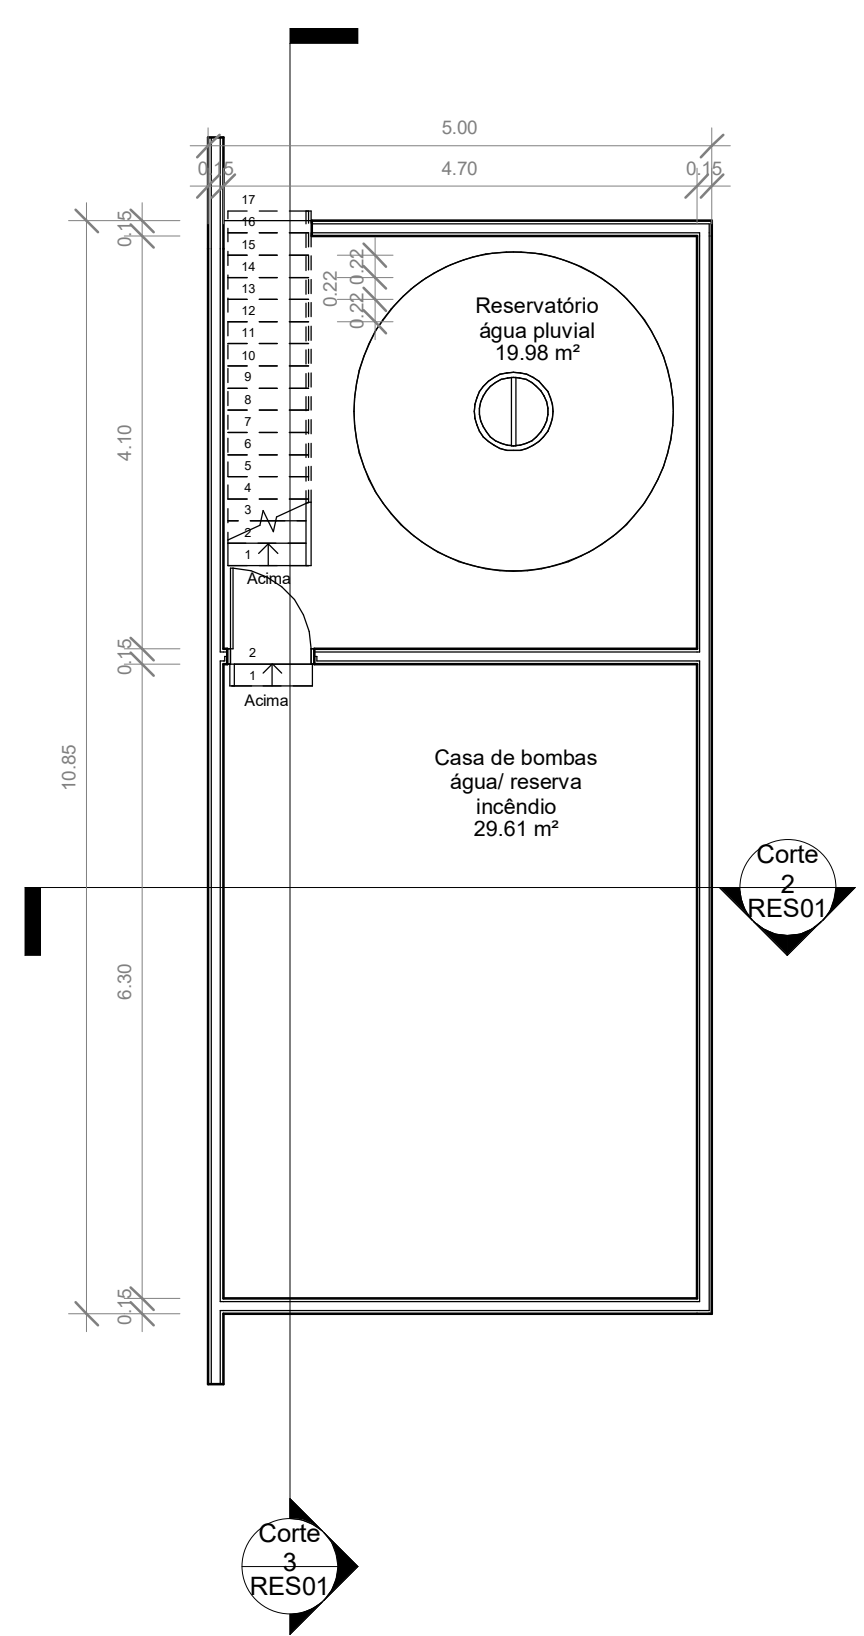 5.00
0.15
4.70
0.15
17
16
15
14
13
12
11
10
9
8
7
6
5
4
3
2
1
Acima
0.15
0.22
0.22
0.22
Reservatório
água pluvial
19.98 m²
4.10
0.15
2
1
Acima
10.85
Casa de bombas
água/ reserva
incêndio
29.61 m²
Corte
2
RES01
6.30
0.15
Corte
3
RES01